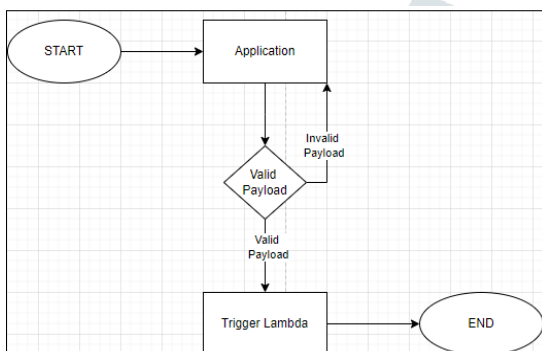 START
Application
Invalid
Payload
Valid
Payload
Valid
Payload
Trigger Lambda
END